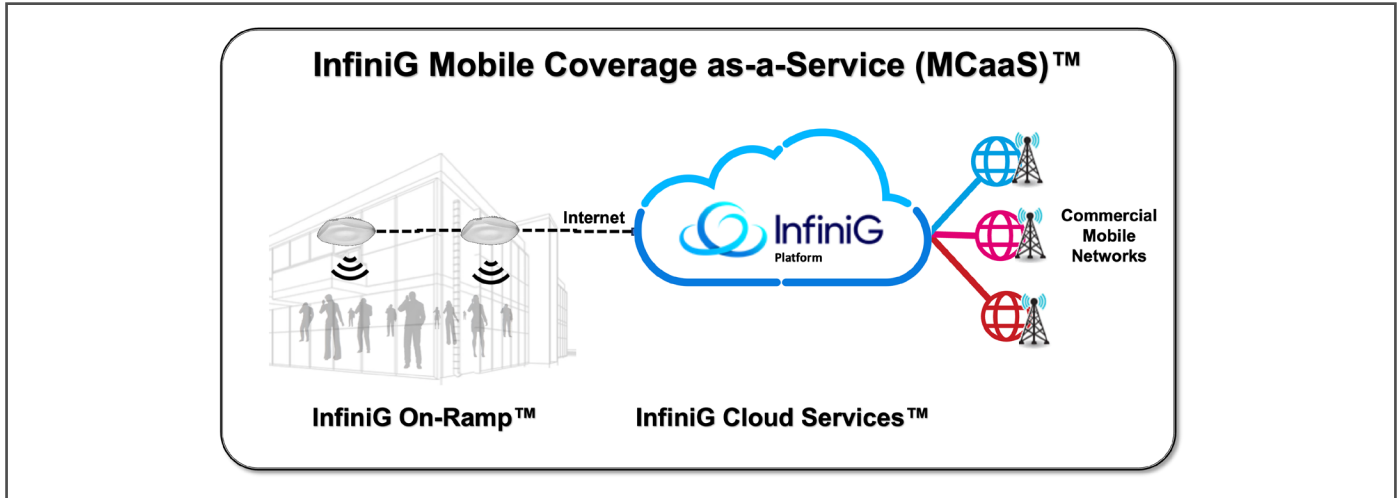 InfiniG Mobile Coverage as-a-Service (MCaaS)™
Internet
InfiniG
Platform
Commercial
Mobile
Networks
InfiniG On-Ramp™
InfiniG Cloud Services™